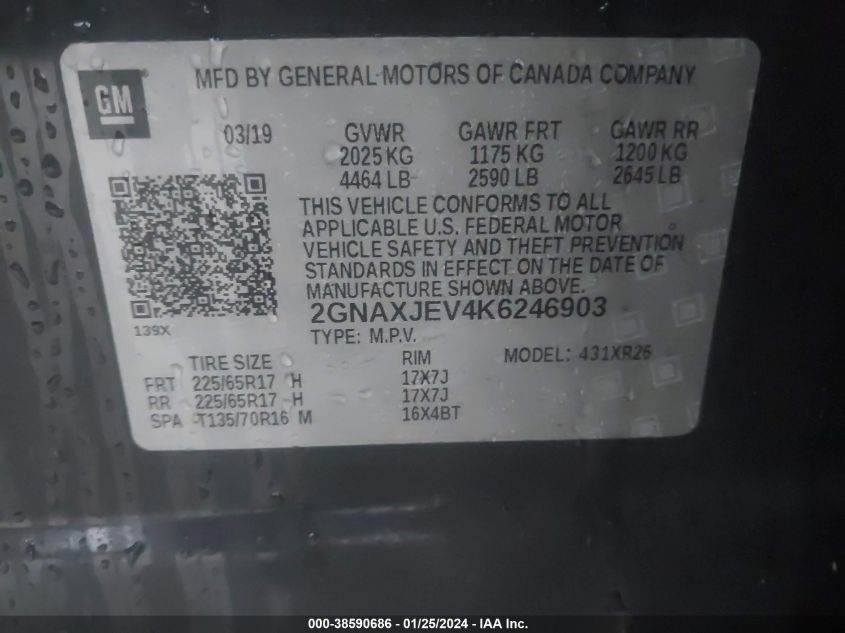 MFD BY GENERAL MOTORS OF CANADA COMPANY
GM
03/19 GVWR GAWR FRT GAWR RR
2025 KG 1175 KG 1200 KG
4464 LB 2590 LB 2645 LB
THIS VEHICLE CONFORMS TO ALL
APPLICABLE U.S. FEDERAL MOTOR
VEHICLE SAFETY AND THEFT PREVENTION
STANDARDS IN EFFECT ON THE DATE OF
MANUFACTURE SHOWN ABOVE.
2GNAXJEV4K6246903
139X
TYPE: M.P.V.
TIRE SIZE RIM MODEL: 431XR26
FRT 225/65R17 H 17X7J
RR 225/65R17 H 17X7J
SPA T135/70R16 M 16X4BT
000-38590686 / 01/25/2024 - IAA Inc.